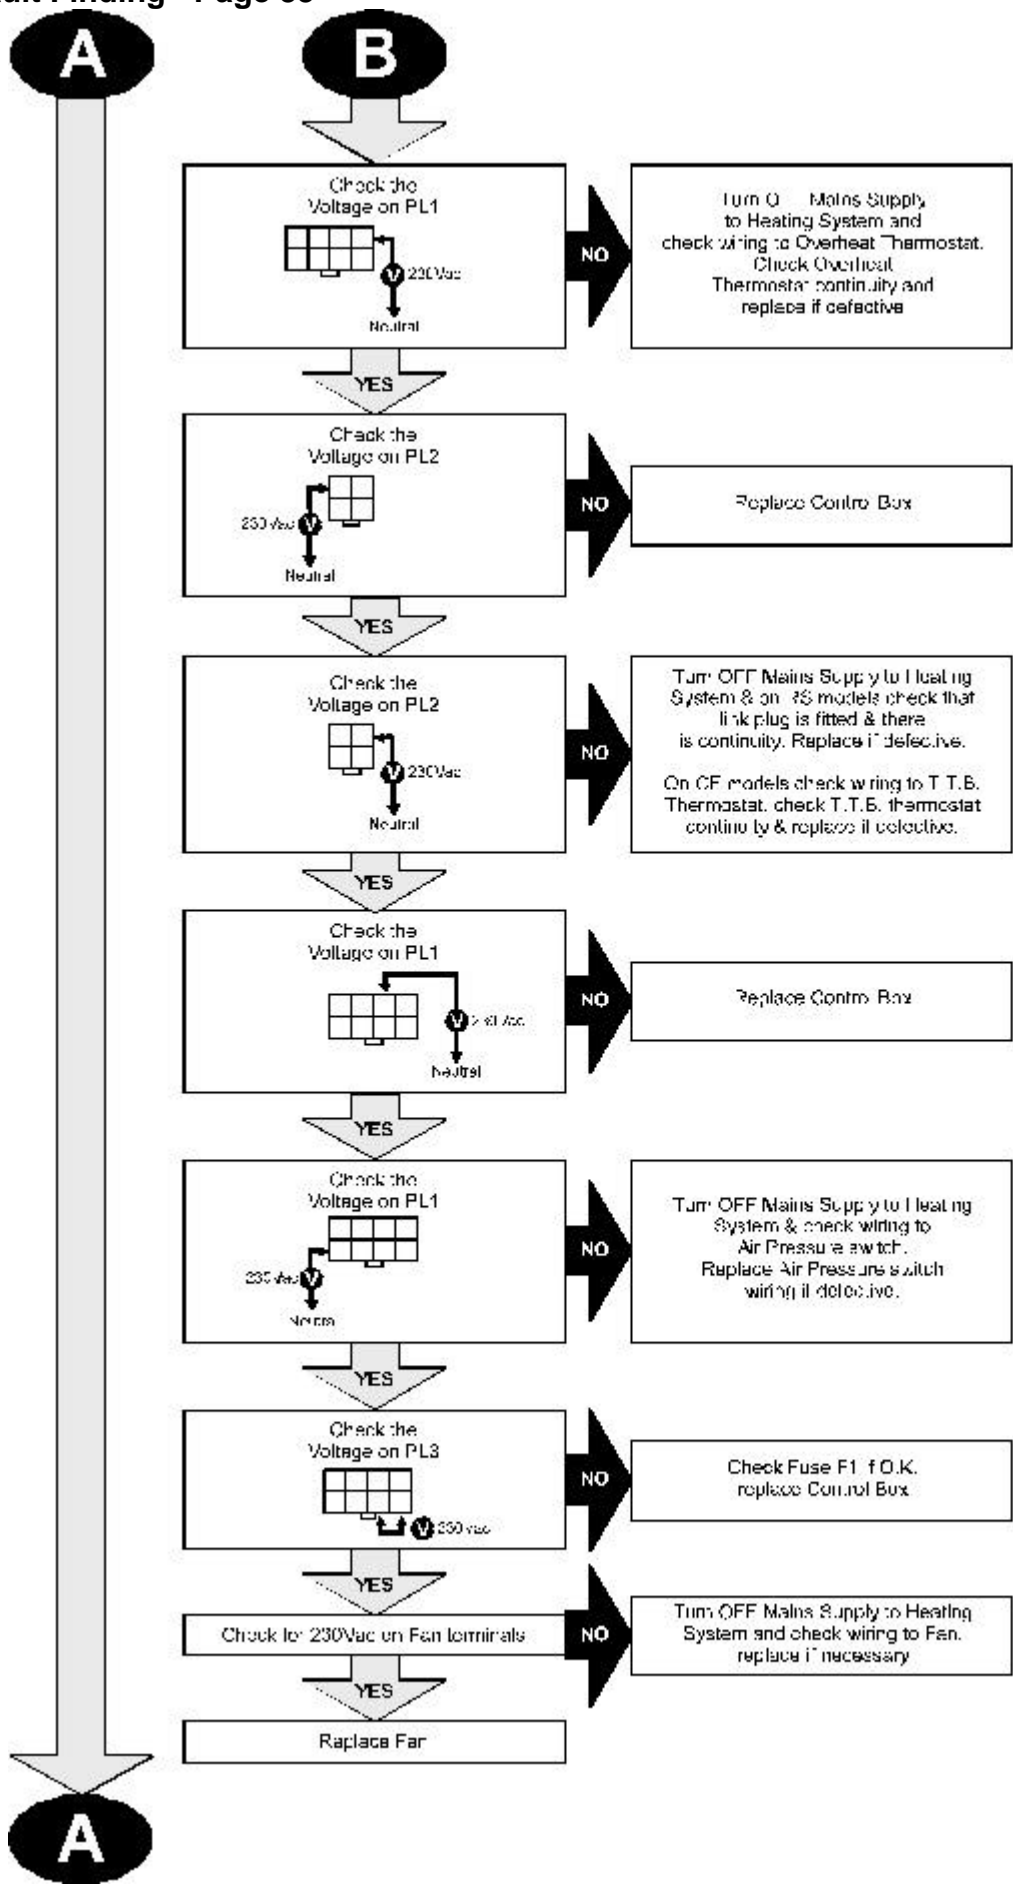 Finding - Page
A
B
Check the
Voltage on PL1
V 230Vac
Neutral
NO
Turn Mains Supply
to Heating System and
check wiring to Overheat Thermostat.
Check Overheat
Thermostat continuity and
replace if defective
YES
Check the
Voltage on PL2
230Vac V
Neutral
NO
Replace Control Box
YES
Check the
Voltage on PL2
V 230Vac
Neutral
NO
Turn OFF Mains Supply to Heating
System & on RS models check that
link plug is fitted & there
is continuity. Replace if defective.
On CF models check wiring to T.T.B.
Thermostat, check T.T.B. thermostat
continuity & replace if defective.
YES
Check the
Voltage on PL1
V 230Vac
Neutral
NO
Replace Control Box
YES
Check the
Voltage on PL1
230Vac V
Neutral
NO
Turn OFF Mains Supply to Heating
System & check wiring to
Air Pressure switch.
Replace Air Pressure switch
wiring if defective.
YES
Check the
Voltage on PL3
V 230Vac
NO
Check Fuse F1 if O.K.
replace Control Box
YES
Check for 230Vac on Fan terminals
NO
Turn OFF Mains Supply to Heating
System and check wiring to Fan.
replace if necessary
YES
Replace Fan
A